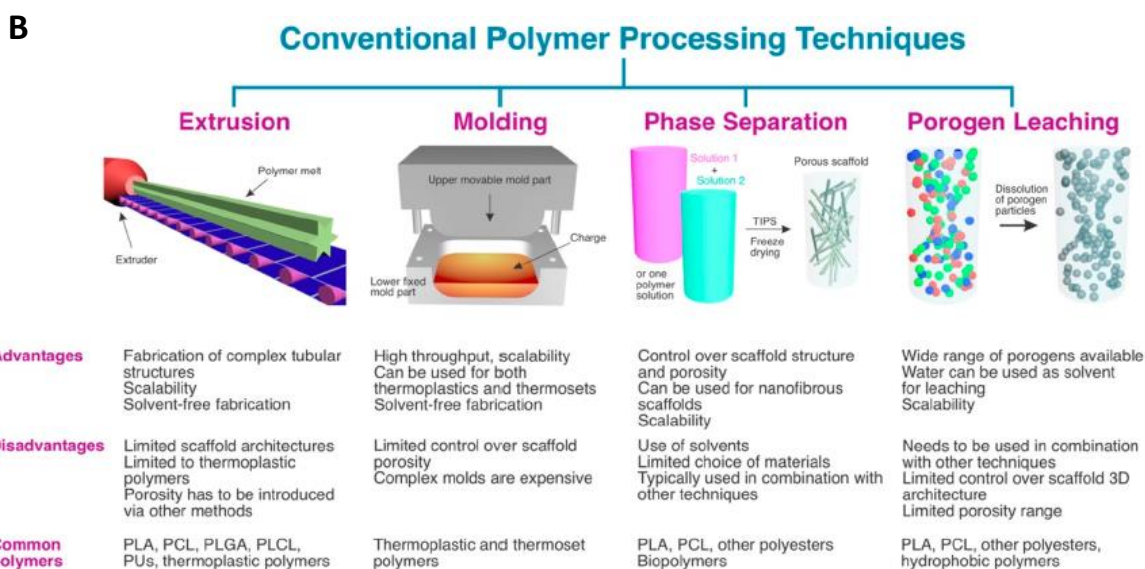 B
Conventional Polymer Processing Techniques
Extrusion
Molding
Phase Separation
Porogen Leaching
Polymer melt
Extruder
Upper movable mold part
Charge
Lower fixed
mold part
Solution 1
+
Solution 2
or one
polymer
solution
TIPS
Freeze
drying
Porous scaffold
Dissolution
of porogen
particles
Advantages
Fabrication of complex tubular
structures
Scalability
Solvent-free fabrication
High throughput, scalability
Can be used for both
thermoplastics and thermosets
Solvent-free fabrication
Control over scaffold structure
and porosity
Can be used for nanofibrous
scaffolds
Scalability
Wide range of porogens available
Water can be used as solvent
for leaching
Scalability
Disadvantages
Limited scaffold architectures
Limited to thermoplastic
polymers
Porosity has to be introduced
via other methods
Limited control over scaffold
porosity
Complex molds are expensive
Use of solvents
Limited choice of materials
Typically used in combination with
other techniques
Needs to be used in combination
with other techniques
Limited control over scaffold 3D
architecture
Limited porosity range
Common
polymers
PLA, PCL, PLGA, PLCL,
PUs, thermoplastic polymers
Thermoplastic and thermoset
polymers
PLA, PCL, other polyesters
Biopolymers
PLA, PCL, other polyesters,
hydrophobic polymers